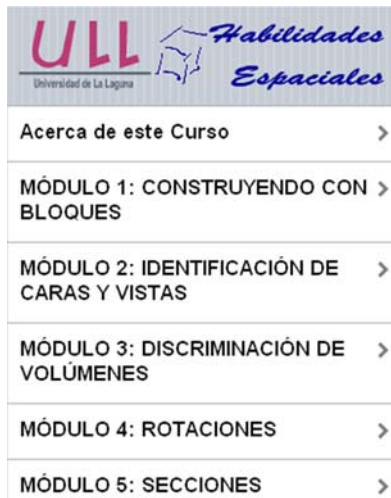 ULL
Universidad de La Laguna
Habilidades
Espaciales
Acerca de este Curso
MÓDULO 1: CONSTRUYENDO CON
BLOQUES
MÓDULO 2: IDENTIFICACIÓN DE
CARAS Y VISTAS
MÓDULO 3: DISCRIMINACIÓN DE
VOLÚMENES
MÓDULO 4: ROTACIONES
MÓDULO 5: SECCIONES